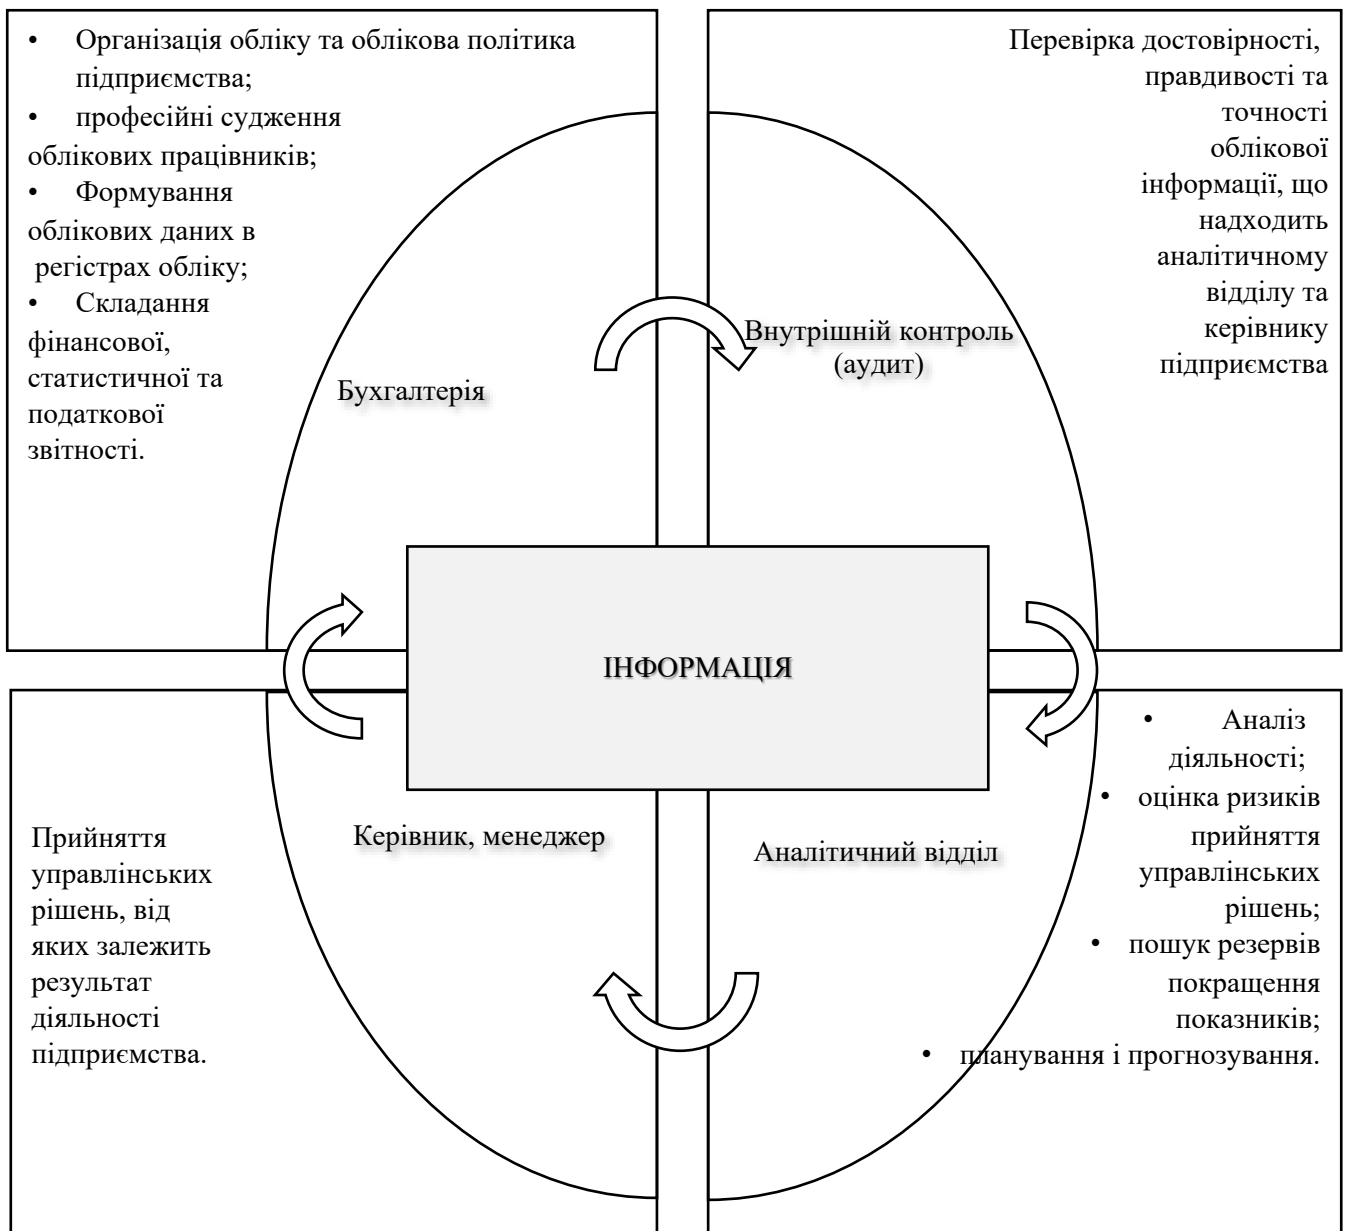 • Організація обліку та облікова політика
підприємства;
• професійні судження
облікових працівників;
• Формування
облікових даних в
регістрах обліку;
• Складання
фінансової,
статистичної та
податкової
звітності.
Бухгалтерія
Перевірка достовірності,
правдивості та
точності
облікової
інформації, що
надходить
аналітичному
відділу та
керівнику
підприємства
Внутрішній контроль
(аудит)
ІНФОРМАЦІЯ
Прийняття
управлінських
рішень, від
яких залежить
результат
діяльності
підприємства.
Керівник, менеджер
Аналітичний відділ
• Аналіз
діяльності;
• оцінка ризиків
прийняття
управлінських
рішень;
• пошук резервів
покращення
показників;
• планування і прогнозування.